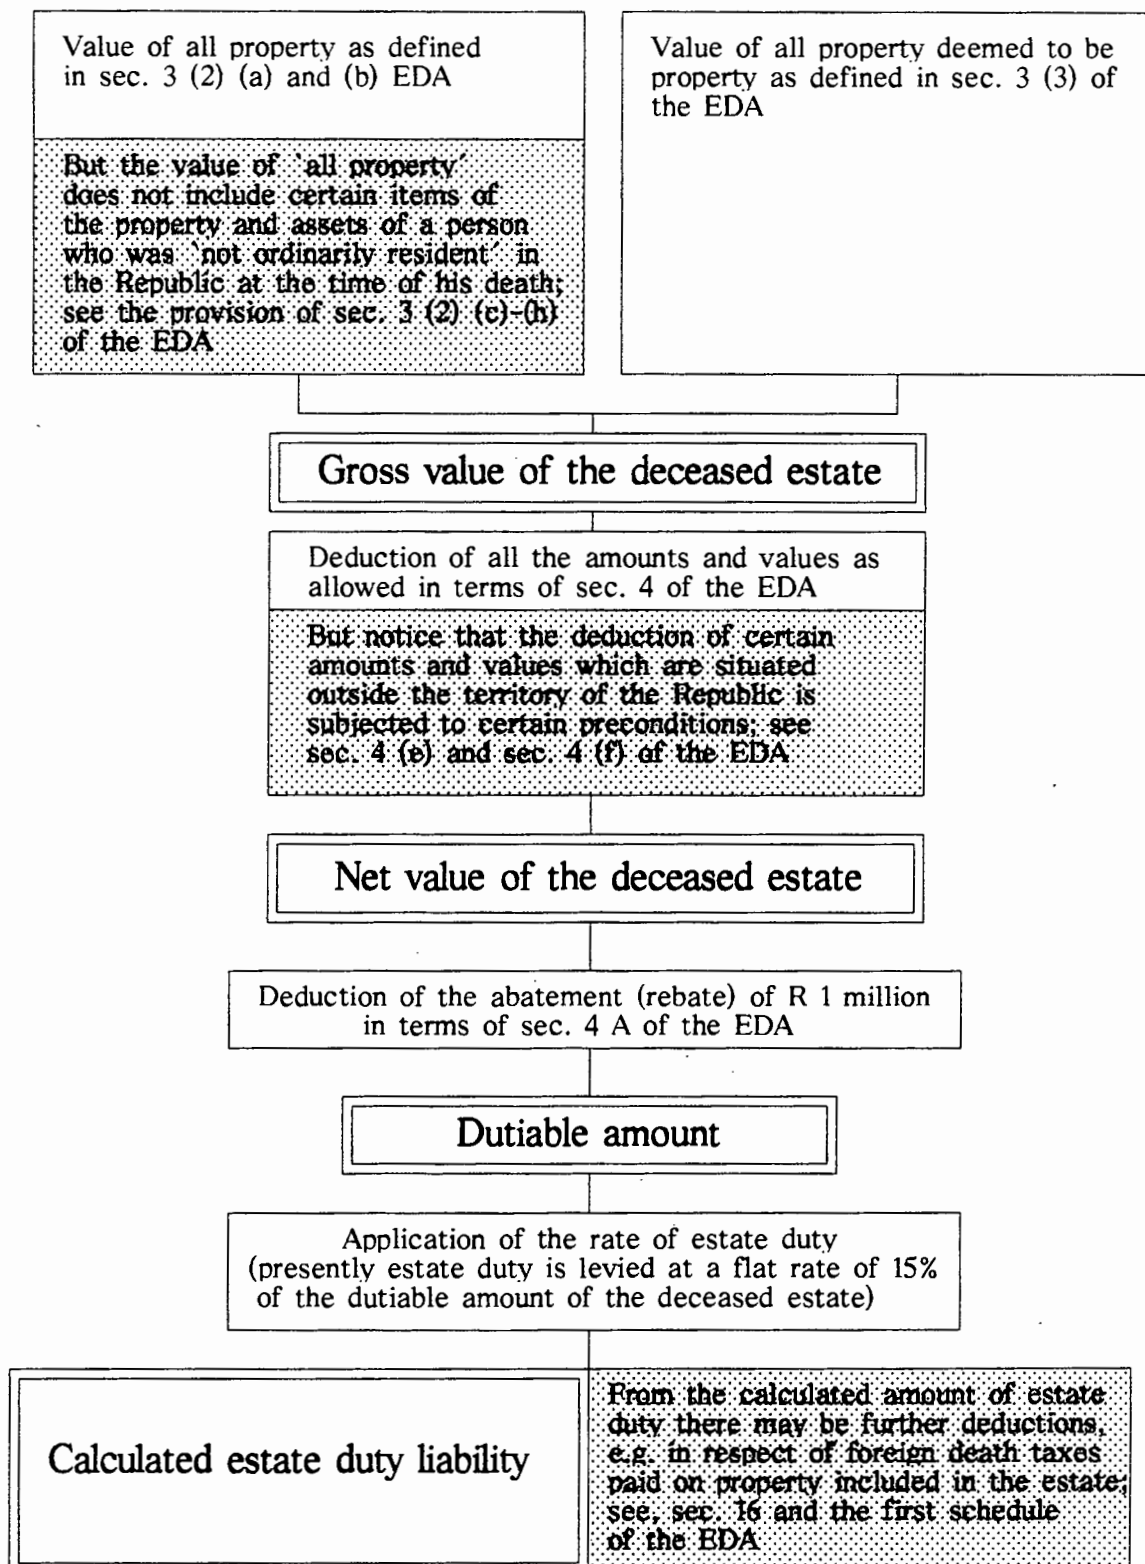 Value of all property as defined
in sec. 3 (2) (a) and (b) EDA
But the value of `all property´
does not include certain items of
the property and assets of a person
who was `not ordinarily resident´ in
the Republic at the time of his death;
see the provision of sec. 3 (2) (c)-(h)
of the EDA
Value of all property deemed to be
property as defined in sec. 3 (3) of
the EDA
Gross value of the deceased estate
Deduction of all the amounts and values as
allowed in terms of sec. 4 of the EDA
But notice that the deduction of certain
amounts and values which are situated
outside the territory of the Republic is
subjected to certain preconditions; see
sec. 4 (e) and sec. 4 (f) of the EDA
Net value of the deceased estate
Deduction of the abatement (rebate) of R 1 million
in terms of sec. 4 A of the EDA
Dutiable amount
Application of the rate of estate duty
(presently estate duty is levied at a flat rate of 15%
of the dutiable amount of the deceased estate)
Calculated estate duty liability
From the calculated amount of estate
duty there may be further deductions,
e.g. in respect of foreign death taxes
paid on property included in the estate;
see, sec. 16 and the first schedule
of the EDA